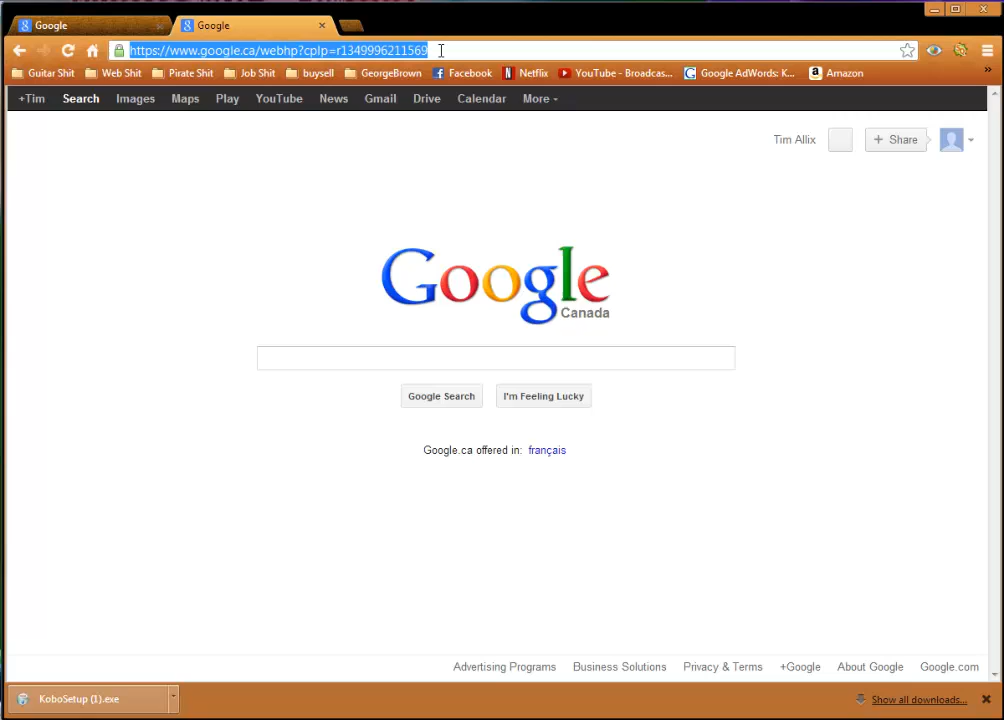 Google Google
https://www.google.ca/webhp?cplp=r1349996211569
Guitar Shit Web Shit Pirate Shit Job Shit buysell GeorgeBrown Facebook Netflix YouTube - Broadcas... Google AdWords: K... Amazon »
+Tim Search Images Maps Play YouTube News Gmail Drive Calendar More
Tim Allix + Share
Google
Canada
Google Search I'm Feeling Lucky
Google.ca offered in: français
Advertising Programs Business Solutions Privacy & Terms +Google About Google Google.com
KoboSetup (1).exe Show all downloads...